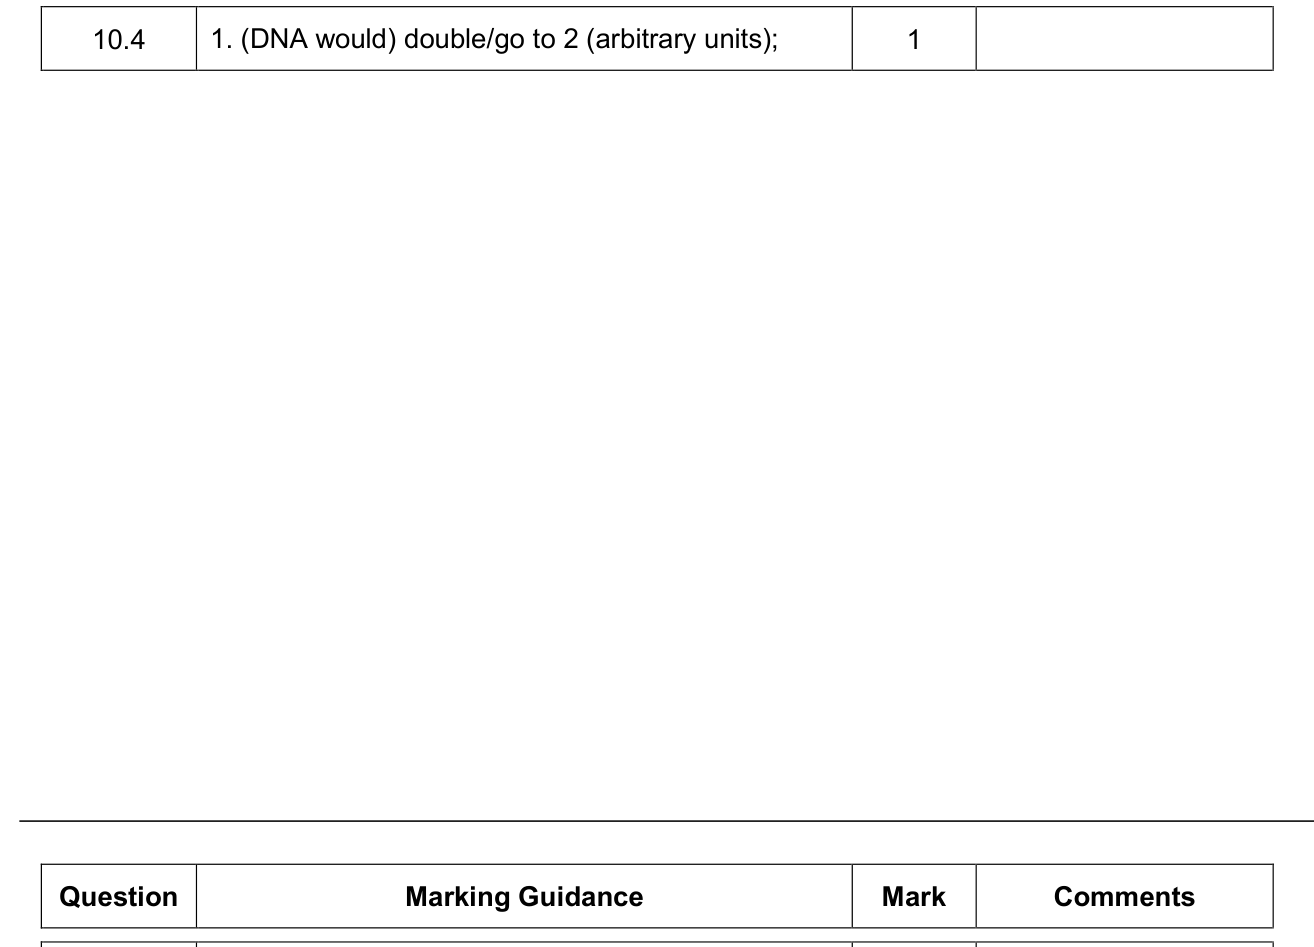 10.4 1. (DNA would) double/go to 2 (arbitrary units); 1
Question Marking Guidance Mark Comments